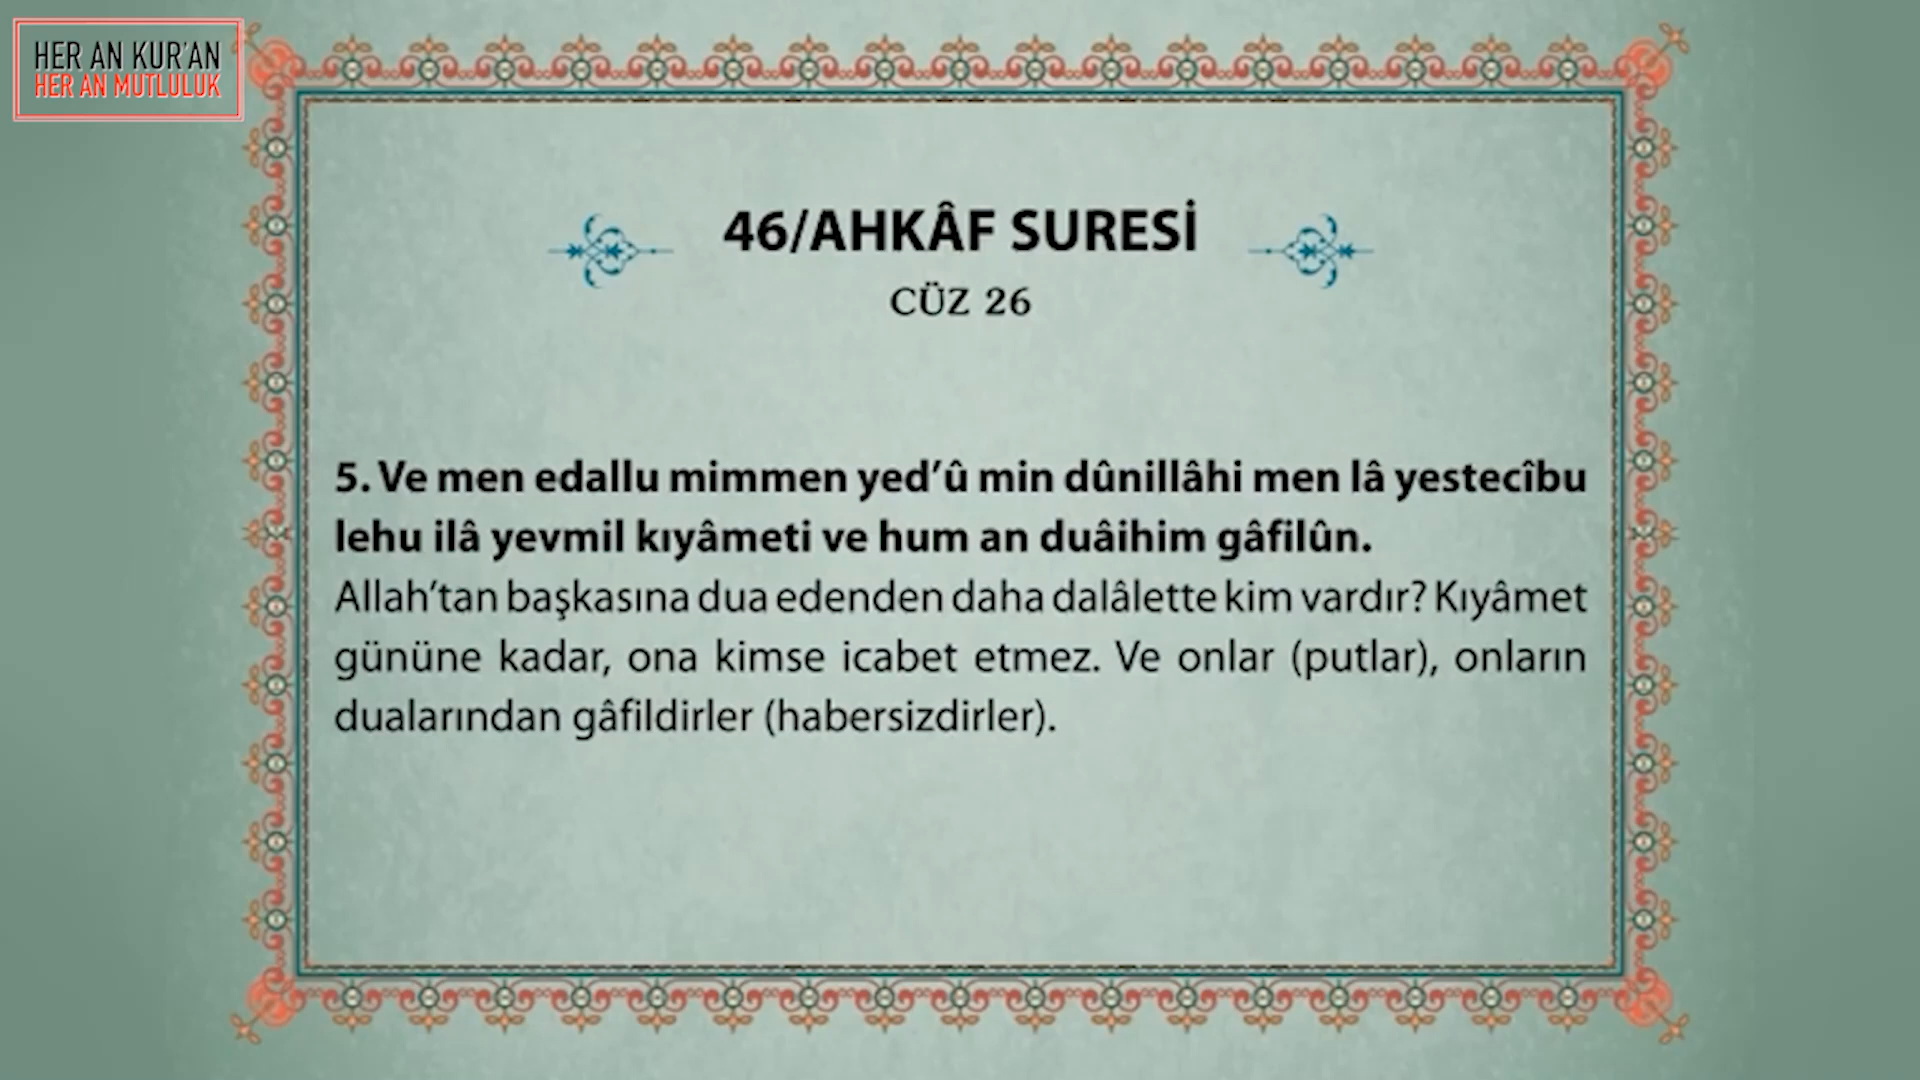 HER AN KUR'AN
HER AN MUTLULUK
46/AHKÂF SURESİ
CÜZ 26
5. Ve men edallu mimmen yed’û min dûnillâhi men lâ yestecîbu
lehu ilâ yevmil kıyâmeti ve hum an duâihim gâfilûn.
Allah’tan başkasına dua edenden daha dalâlette kim vardır? Kıyâmet
gününe kadar, ona kimse icabet etmez. Ve onlar (putlar), onların
dualarından gâfildirler (habersizdirler).